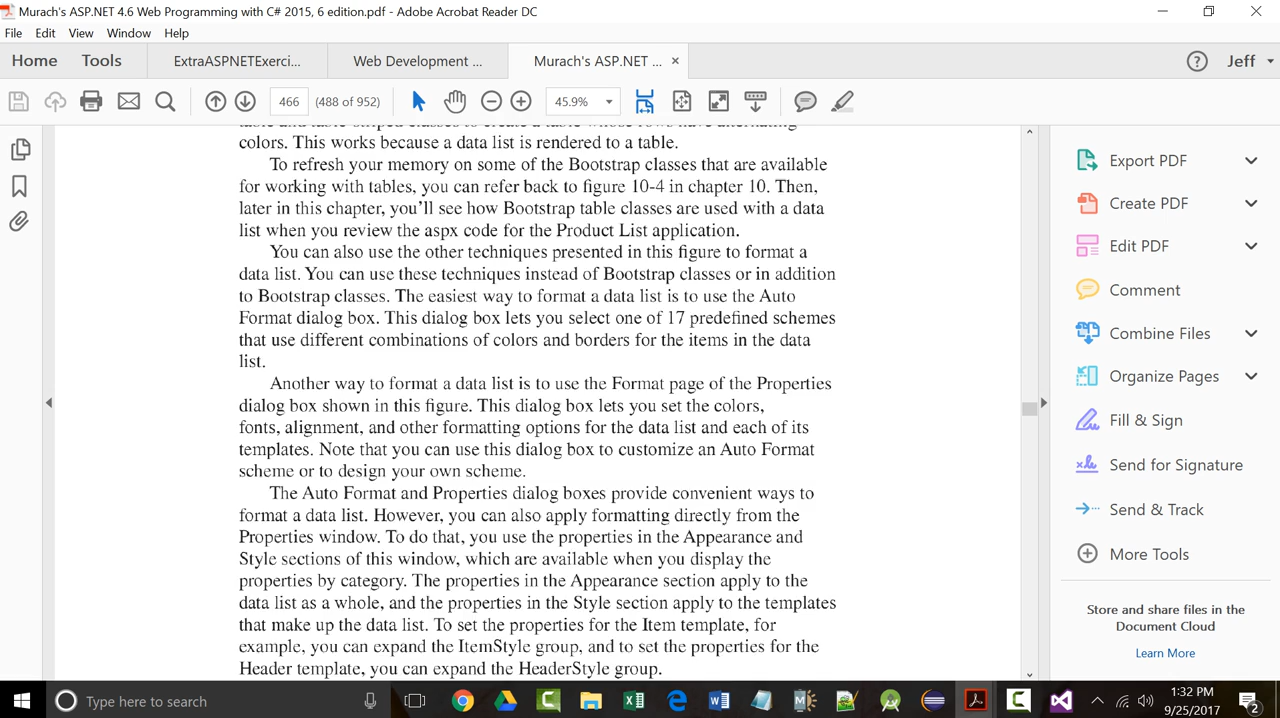 Murach's ASP.NET 4.6 Web Programming with C# 2015, 6 edition.pdf - Adobe Acrobat Reader DC
File Edit View Window Help
Home Tools ExtraASPNETExerci... Web Development ... Murach's ASP.NET ... × Jeff
466 (488 of 952) 45.9%
table and table-striped classes to create a table whose rows have alternating
colors. This works because a data list is rendered to a table.
To refresh your memory on some of the Bootstrap classes that are available
for working with tables, you can refer back to figure 10-4 in chapter 10. Then,
later in this chapter, you'll see how Bootstrap table classes are used with a data
list when you review the aspx code for the Product List application.
You can also use the other techniques presented in this figure to format a
data list. You can use these techniques instead of Bootstrap classes or in addition
to Bootstrap classes. The easiest way to format a data list is to use the Auto
Format dialog box. This dialog box lets you select one of 17 predefined schemes
that use different combinations of colors and borders for the items in the data
list.
Another way to format a data list is to use the Format page of the Properties
dialog box shown in this figure. This dialog box lets you set the colors,
fonts, alignment, and other formatting options for the data list and each of its
templates. Note that you can use this dialog box to customize an Auto Format
scheme or to design your own scheme.
The Auto Format and Properties dialog boxes provide convenient ways to
format a data list. However, you can also apply formatting directly from the
Properties window. To do that, you use the properties in the Appearance and
Style sections of this window, which are available when you display the
properties by category. The properties in the Appearance section apply to the
data list as a whole, and the properties in the Style section apply to the templates
that make up the data list. To set the properties for the Item template, for
example, you can expand the ItemStyle group, and to set the properties for the
Header template, you can expand the HeaderStyle group.
Export PDF
Create PDF
Edit PDF
Comment
Combine Files
Organize Pages
Fill & Sign
Send for Signature
Send & Track
More Tools
Store and share files in the
Document Cloud
Learn More
Type here to search
1:32 PM
9/25/2017
2